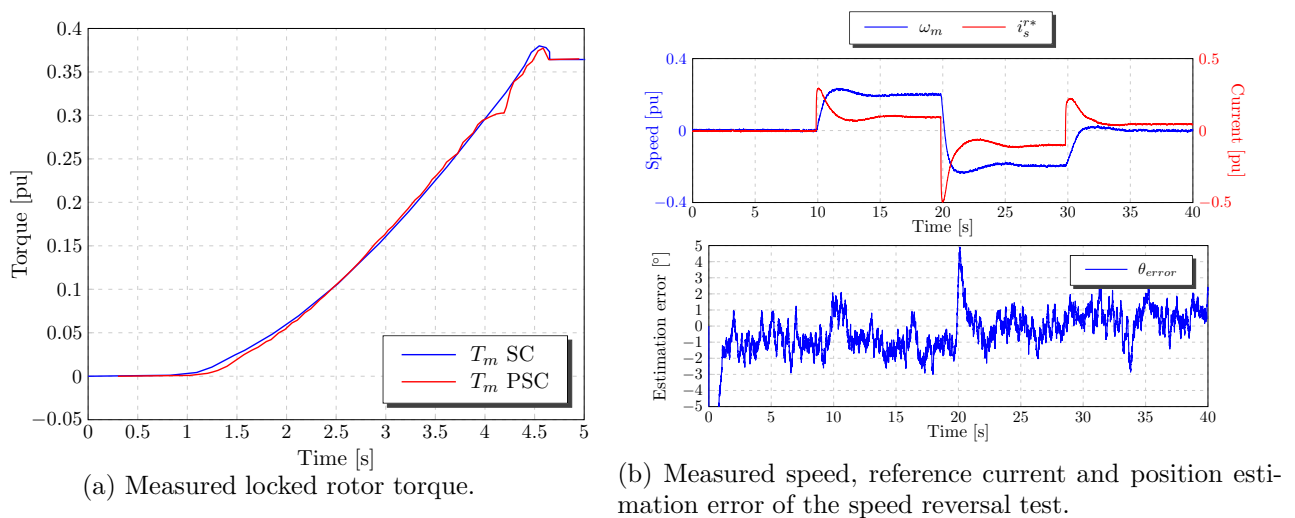 0.4
0.35
0.3
0.25
0.2
0.15
0.1
0.05
0
−0.05
Torque [pu]
T_m SC
T_m PSC
0 0.5 1 1.5 2 2.5 3 3.5 4 4.5 5
Time [s]
(a) Measured locked rotor torque.
ω_m i_s^{r*}
0.4
0
−0.4
Speed [pu]
0.5
0
−0.5
Current [pu]
0 5 10 15 20 25 30 35 40
Time [s]
5
4
3
2
1
0
−1
−2
−3
−4
−5
Estimation error [°]
θ_{error}
0 5 10 15 20 25 30 35 40
Time [s]
(b) Measured speed, reference current and position esti-
mation error of the speed reversal test.